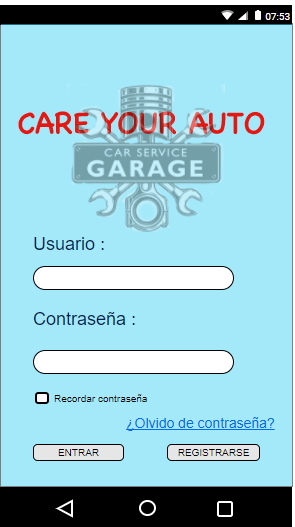 07:53
CARE YOUR AUTO
CAR SERVICE
GARAGE
Usuario :
Contraseña :
Recordar contraseña
¿Olvido de contraseña?
ENTRAR
REGISTRARSE